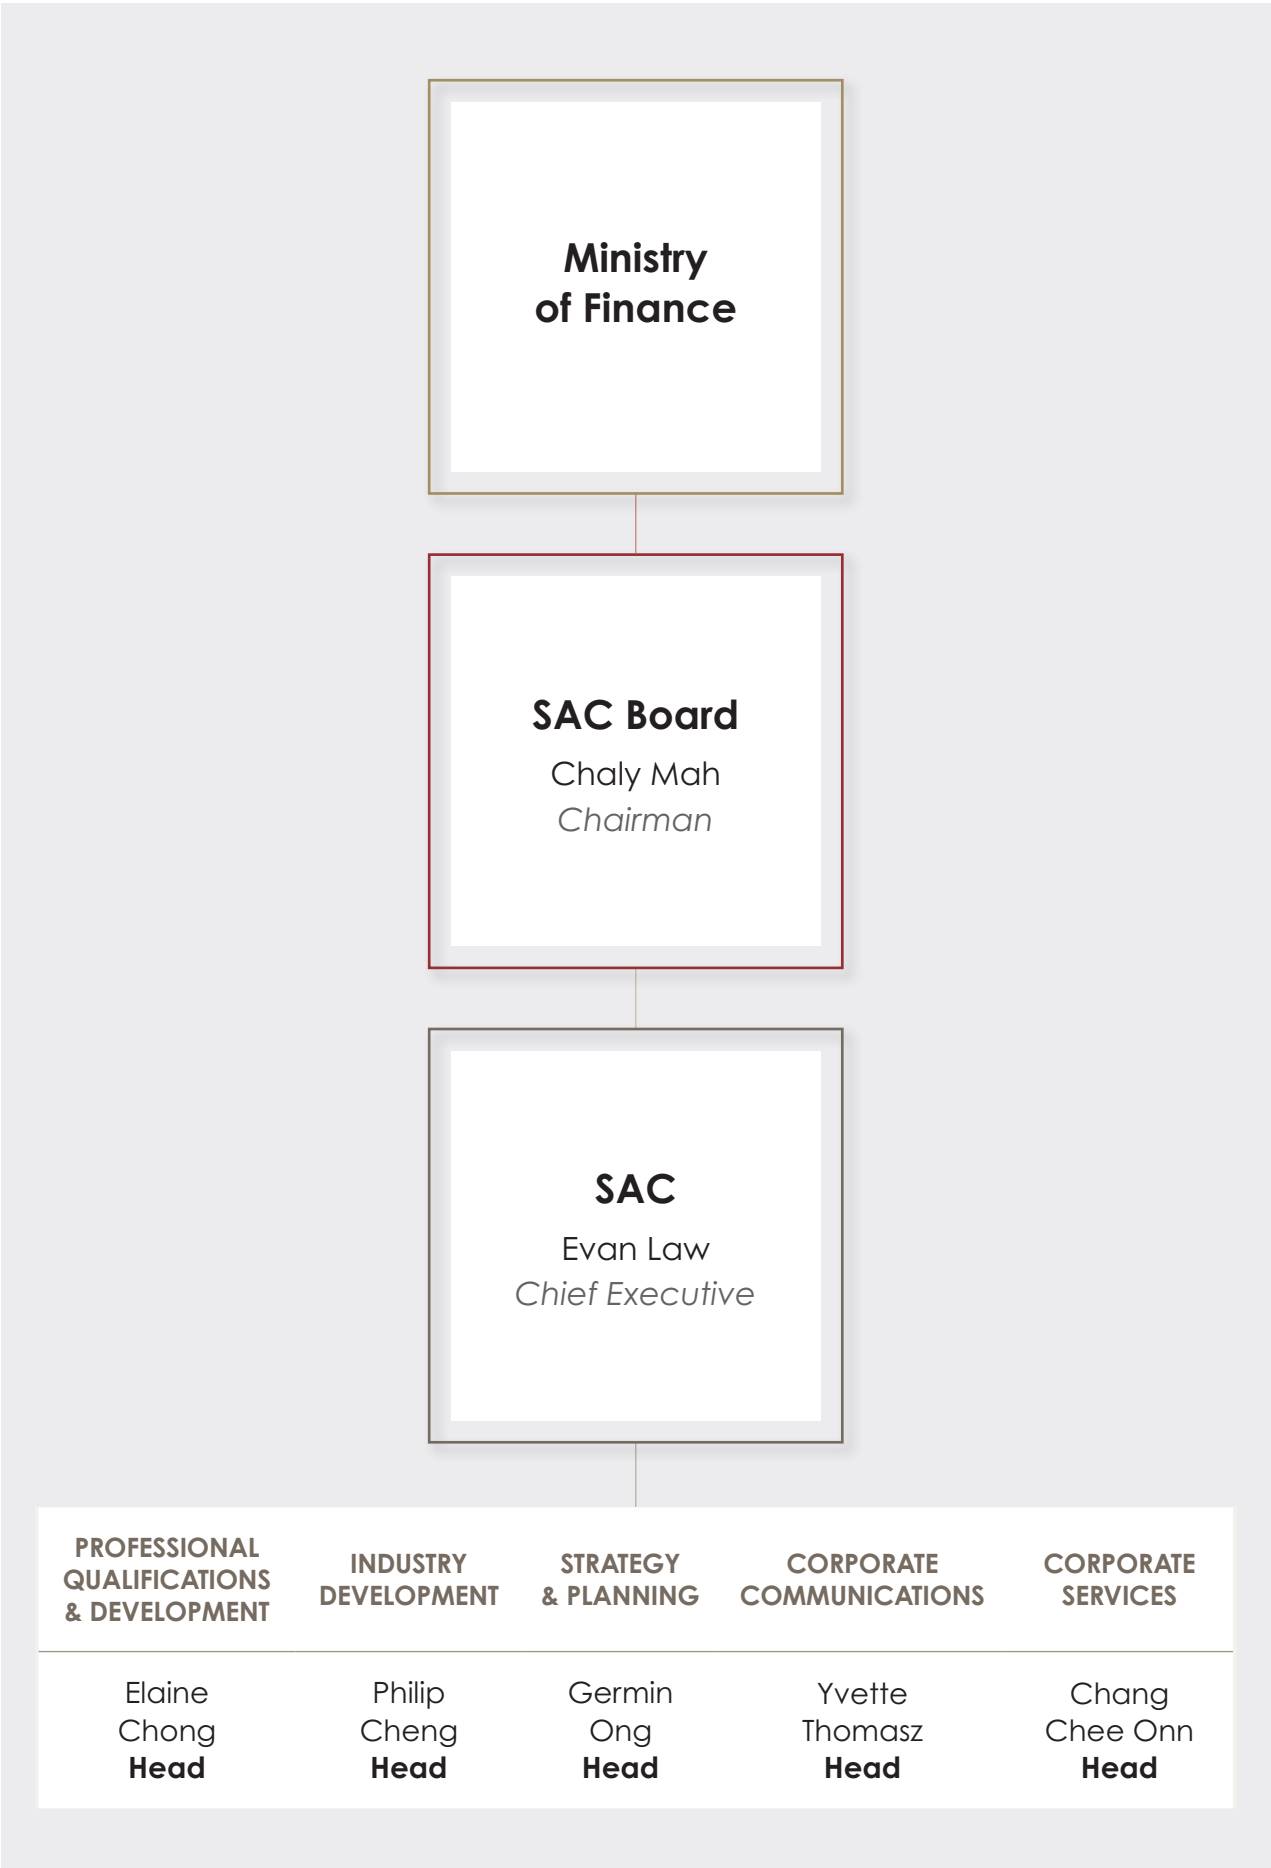 Ministry
of Finance
SAC Board
Chaly Mah
Chairman
SAC
Evan Law
Chief Executive
PROFESSIONAL
QUALIFICATIONS
& DEVELOPMENT
INDUSTRY
DEVELOPMENT
STRATEGY
& PLANNING
CORPORATE
COMMUNICATIONS
CORPORATE
SERVICES
Elaine
Chong
Head
Philip
Cheng
Head
Germin
Ong
Head
Yvette
Thomasz
Head
Chang
Chee Onn
Head